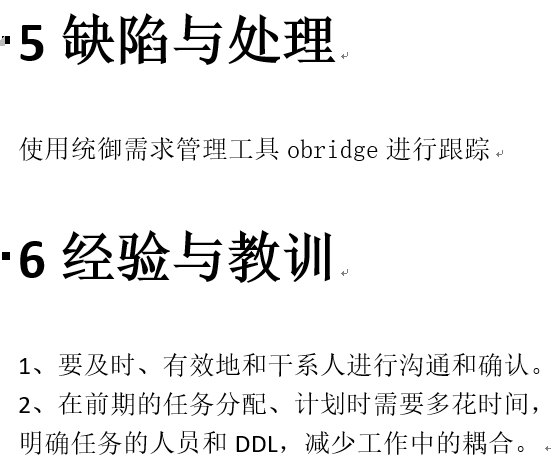 5 缺陷与处理
使用统御需求管理工具 obridge 进行跟踪
6 经验与教训
1、要及时、有效地和干系人进行沟通和确认。
2、在前期的任务分配、计划时需要多花时间，
明确任务的人员和 DDL，减少工作中的耦合。